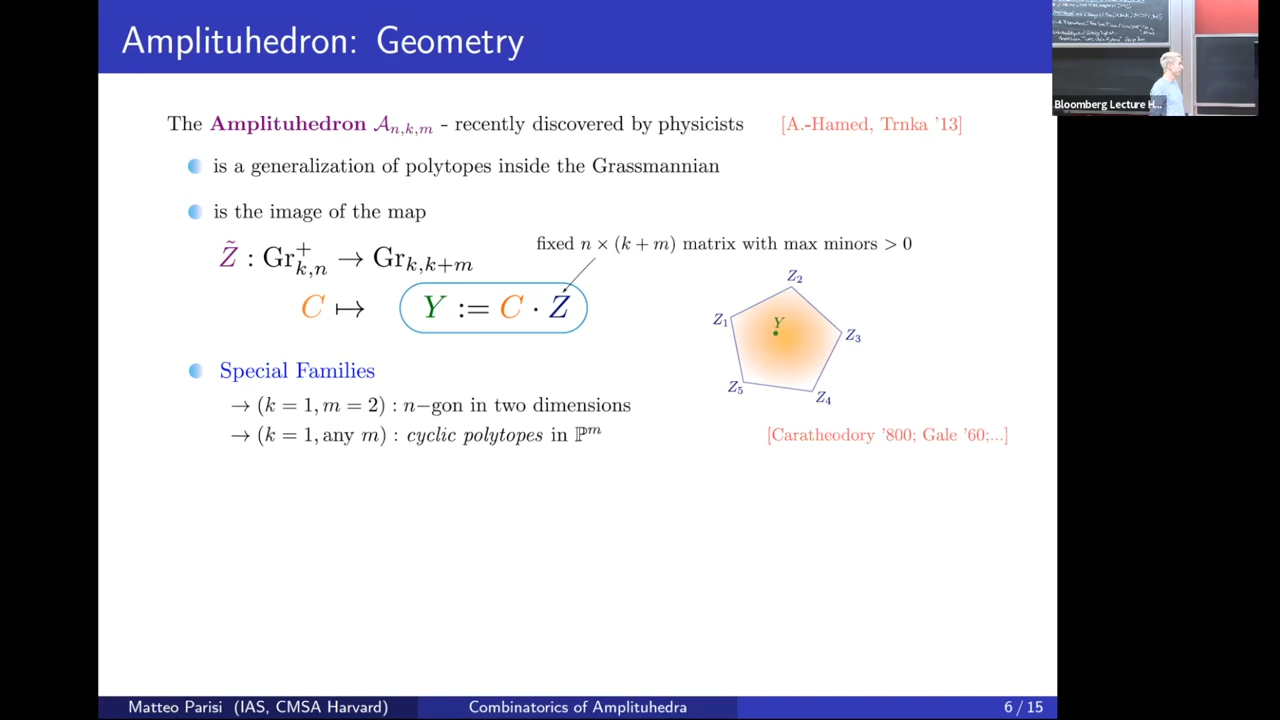 Amplituhedron: Geometry
Bloomberg Lecture H...
The Amplituhedron 𝒜ₙ,ₖ,ₘ - recently discovered by physicists [A.-Hamed, Trnka '13]
is a generalization of polytopes inside the Grassmannian
is the image of the map
fixed n × (k + m) matrix with max minors > 0
Z̃ : Gr⁺ₖ,ₙ → Grₖ,ₖ₊ₘ
C ↦ Y := C · Z
Z₂
Z₁
Y
Z₃
Z₅
Z₄
Special Families
→ (k = 1, m = 2) : n−gon in two dimensions
→ (k = 1, any m) : cyclic polytopes in ℙᵐ [Caratheodory '800; Gale '60;...]
Matteo Parisi (IAS, CMSA Harvard) Combinatorics of Amplituhedra 6 / 15